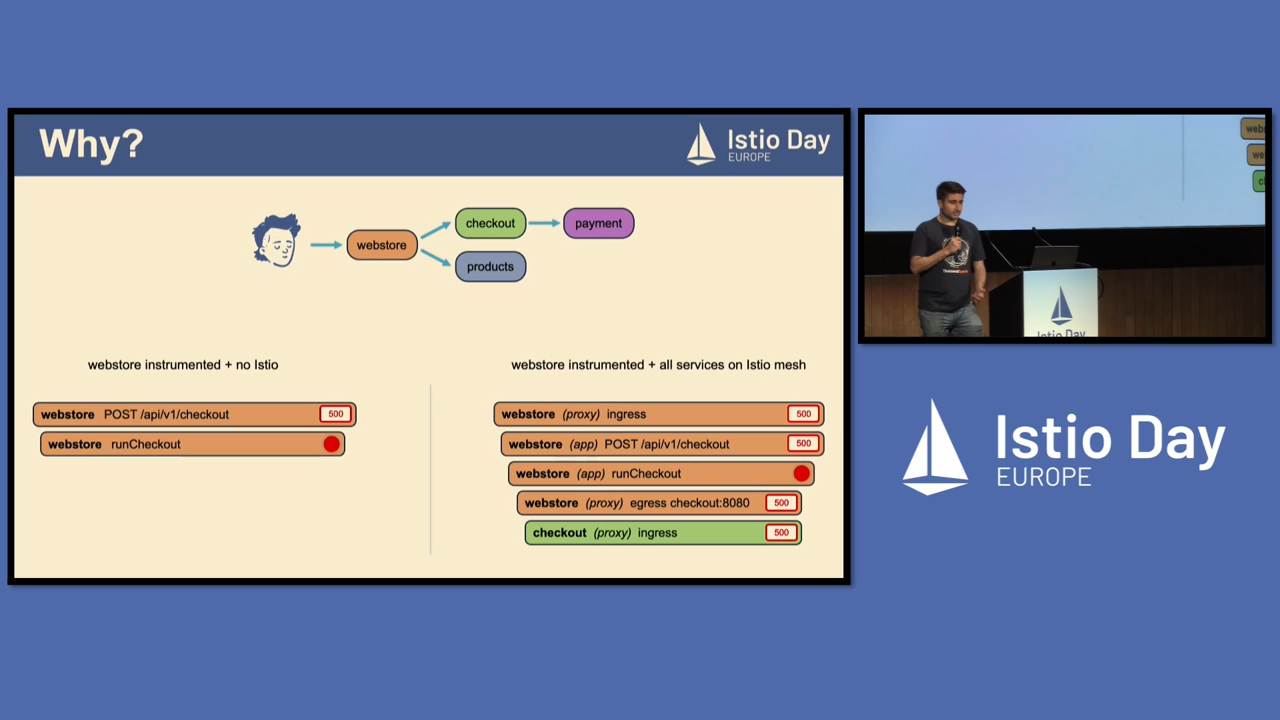 Why?
Istio Day
EUROPE
checkout
payment
webstore
products
webstore instrumented + no Istio
webstore instrumented + all services on Istio mesh
webstore POST /api/v1/checkout 500
webstore runCheckout
webstore (proxy) ingress 500
webstore (app) POST /api/v1/checkout 500
webstore (app) runCheckout
webstore (proxy) egress checkout:8080 500
checkout (proxy) ingress 500
Istio Day
Istio Day
EUROPE